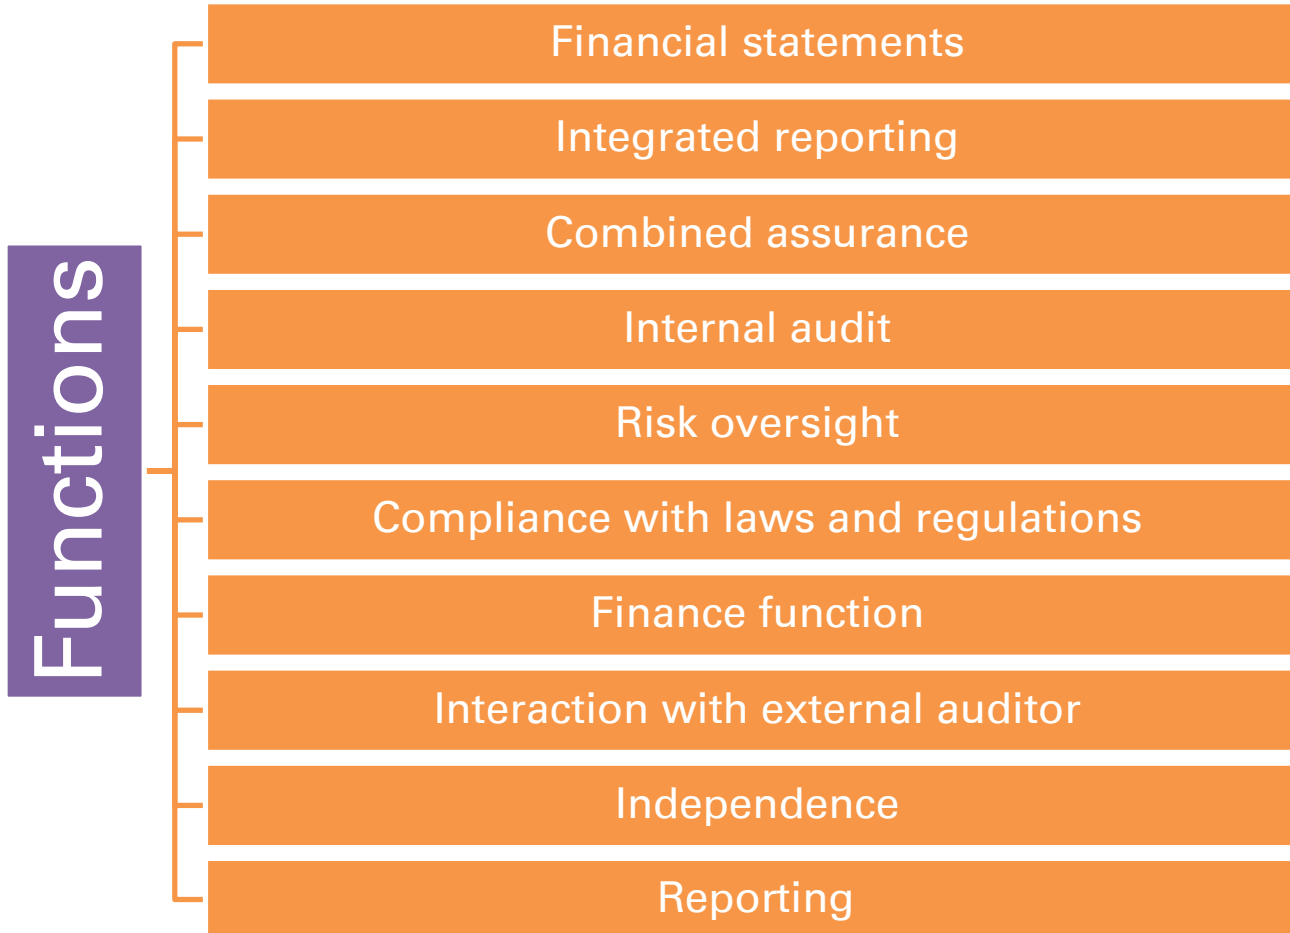 Functions
Financial statements
Integrated reporting
Combined assurance
Internal audit
Risk oversight
Compliance with laws and regulations
Finance function
Interaction with external auditor
Independence
Reporting